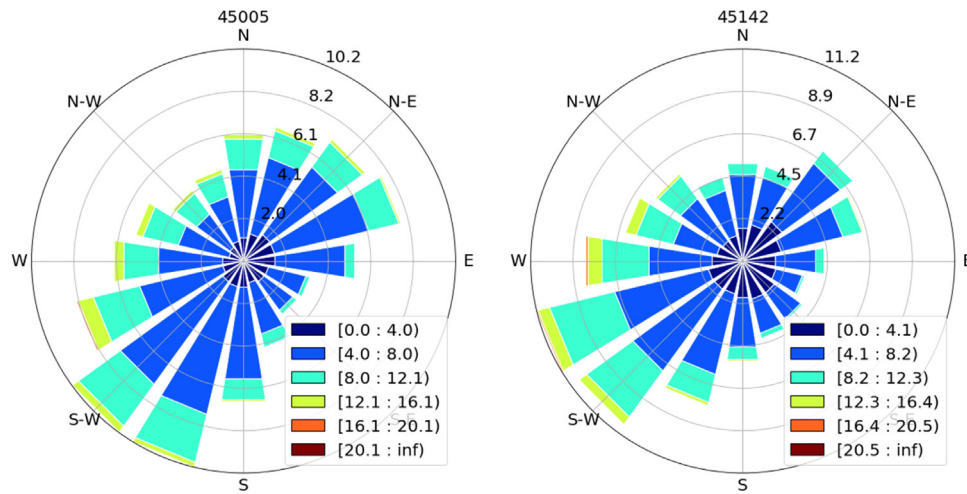 45005
N
10.2
N-W
8.2
N-E
6.1
4.1
2.0
W
E
S-W
S-E
S
[0.0 : 4.0)
[4.0 : 8.0)
[8.0 : 12.1)
[12.1 : 16.1)
[16.1 : 20.1)
[20.1 : inf)
45142
N
11.2
N-W
8.9
N-E
6.7
4.5
2.2
W
E
S-W
S-E
S
[0.0 : 4.1)
[4.1 : 8.2)
[8.2 : 12.3)
[12.3 : 16.4)
[16.4 : 20.5)
[20.5 : inf)